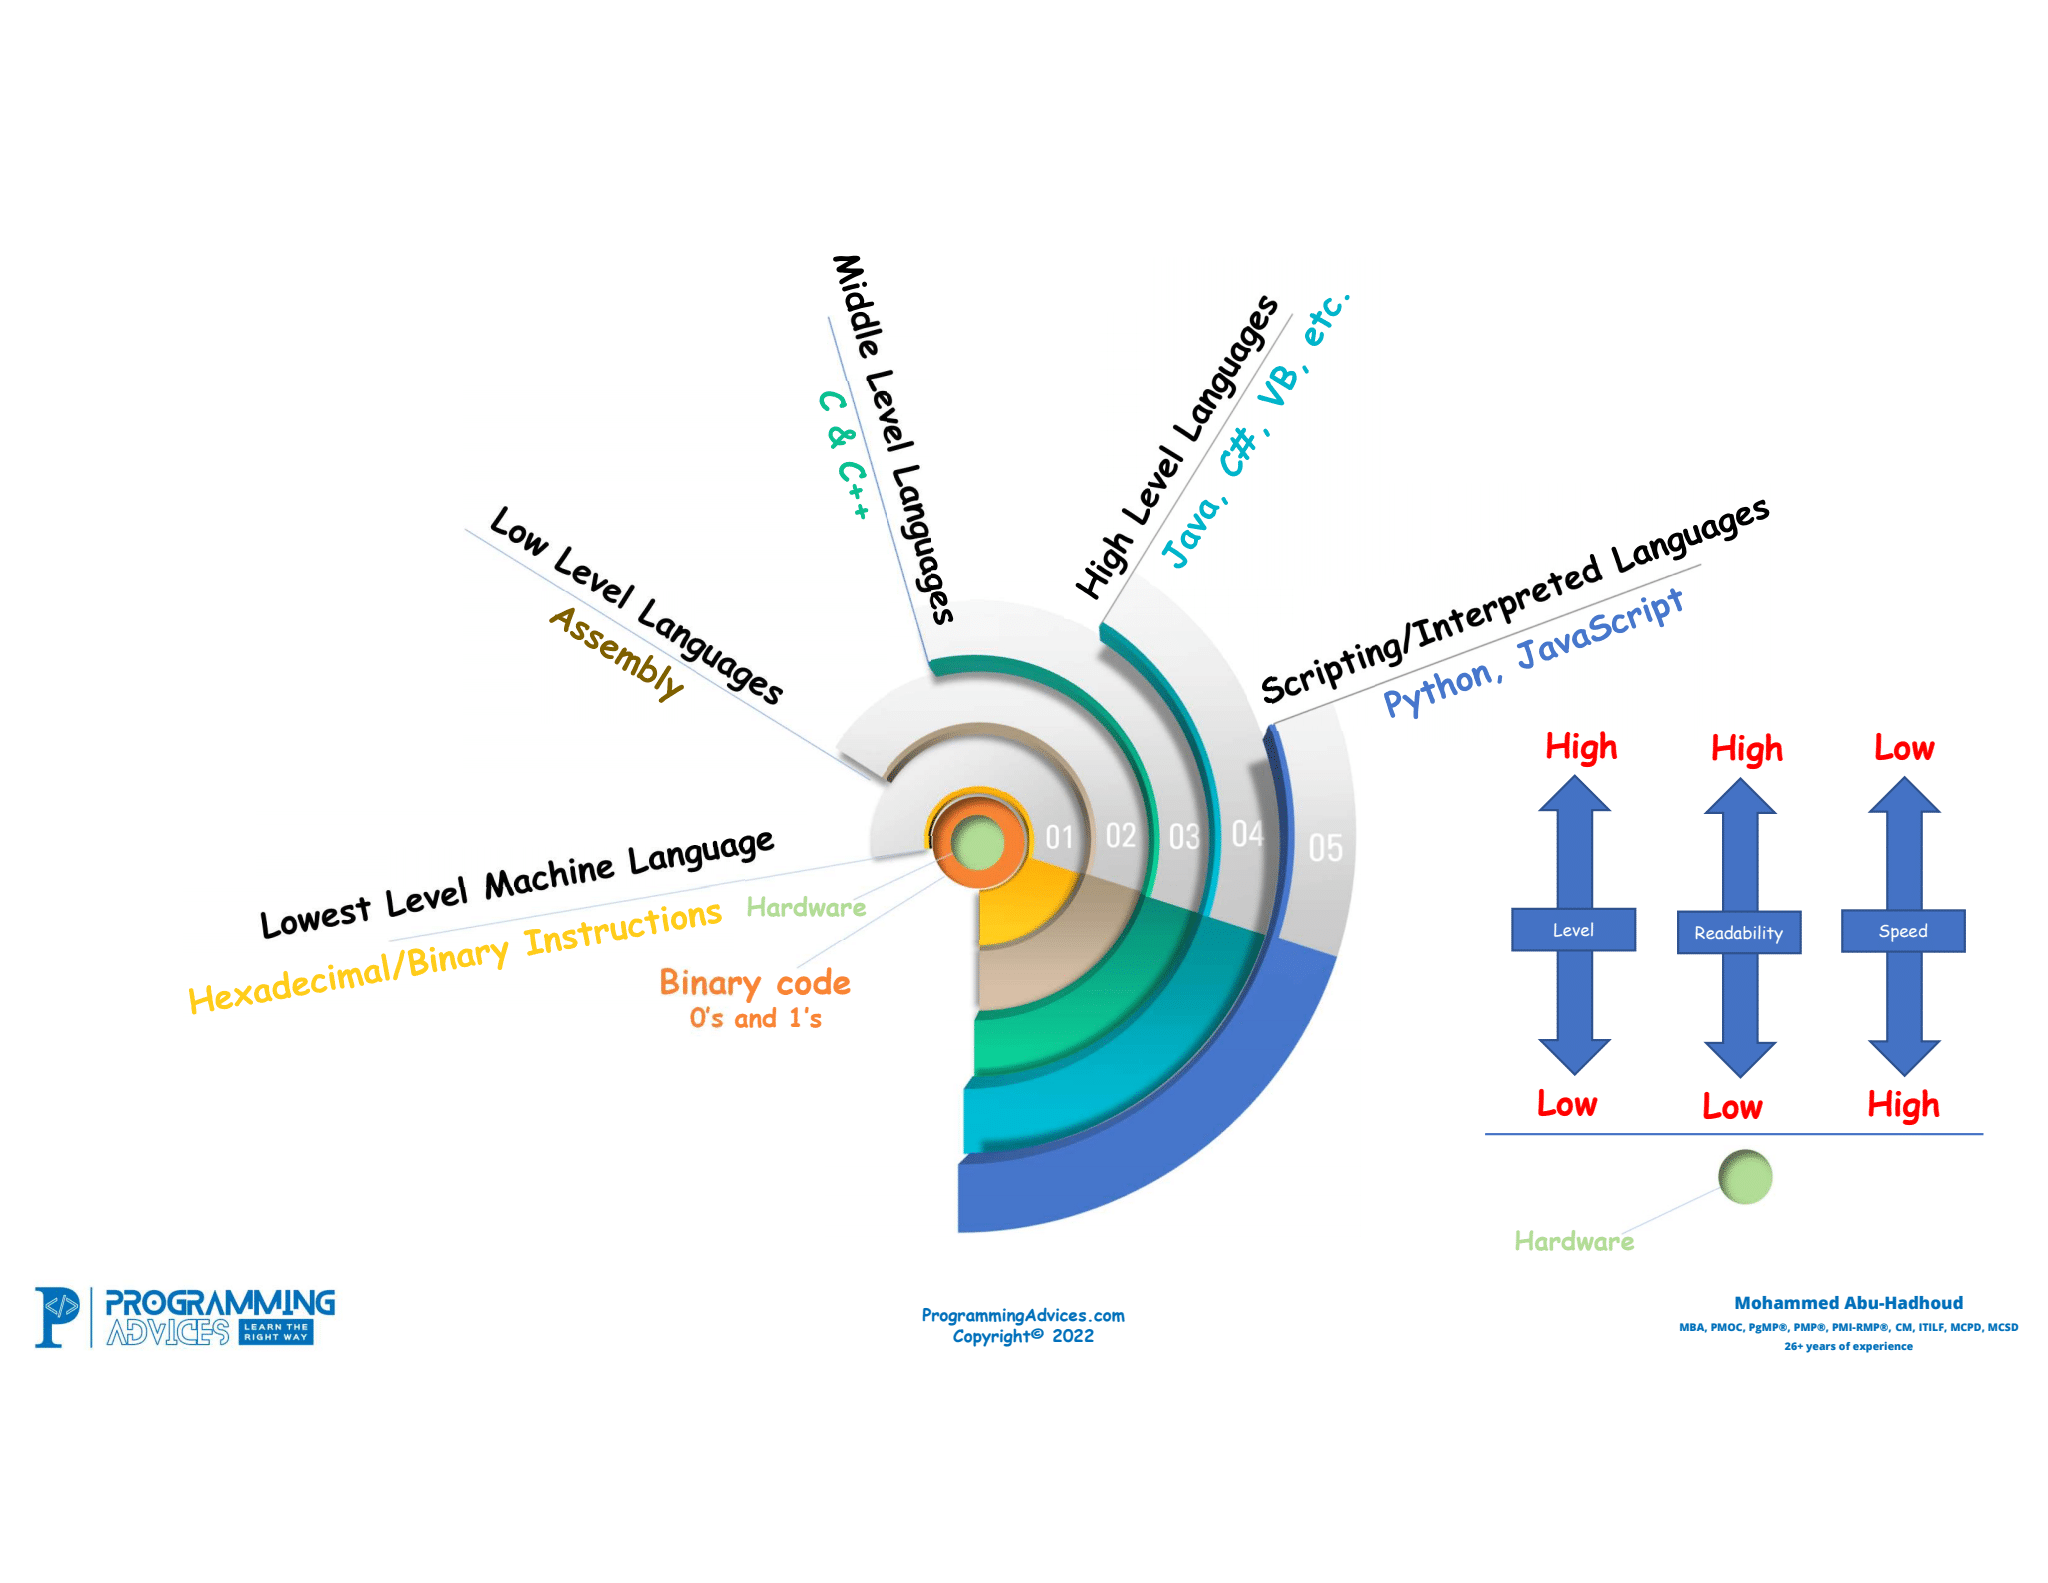 Middle Level Languages
C & C++
High Level Languages
Java, C#, VB, etc.
Low Level Languages
Assembly
Scripting/Interpreted Languages
Python, JavaScript
Lowest Level Machine Language
Hexadecimal/Binary Instructions
Hardware
Binary code
0's and 1's
01 02 03 04 05
High High Low
Level Readability Speed
Low Low High
Hardware
PROGRAMMING
ADVICES LEARN THE
RIGHT WAY
ProgrammingAdvices.com
Copyright© 2022
Mohammed Abu-Hadhoud
MBA, PMOC, PgMP®, PMP®, PMI-RMP®, CM, ITILF, MCPD, MCSD
26+ years of experience